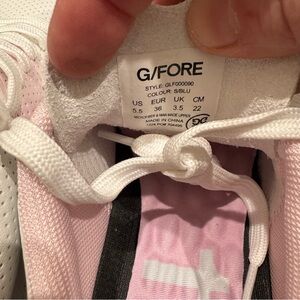 G/FORE
STYLE: GLF000090
COLOUR: S/BLU
US EUR UK CM
5.5 36 3.5 22
MADE IN CHINA